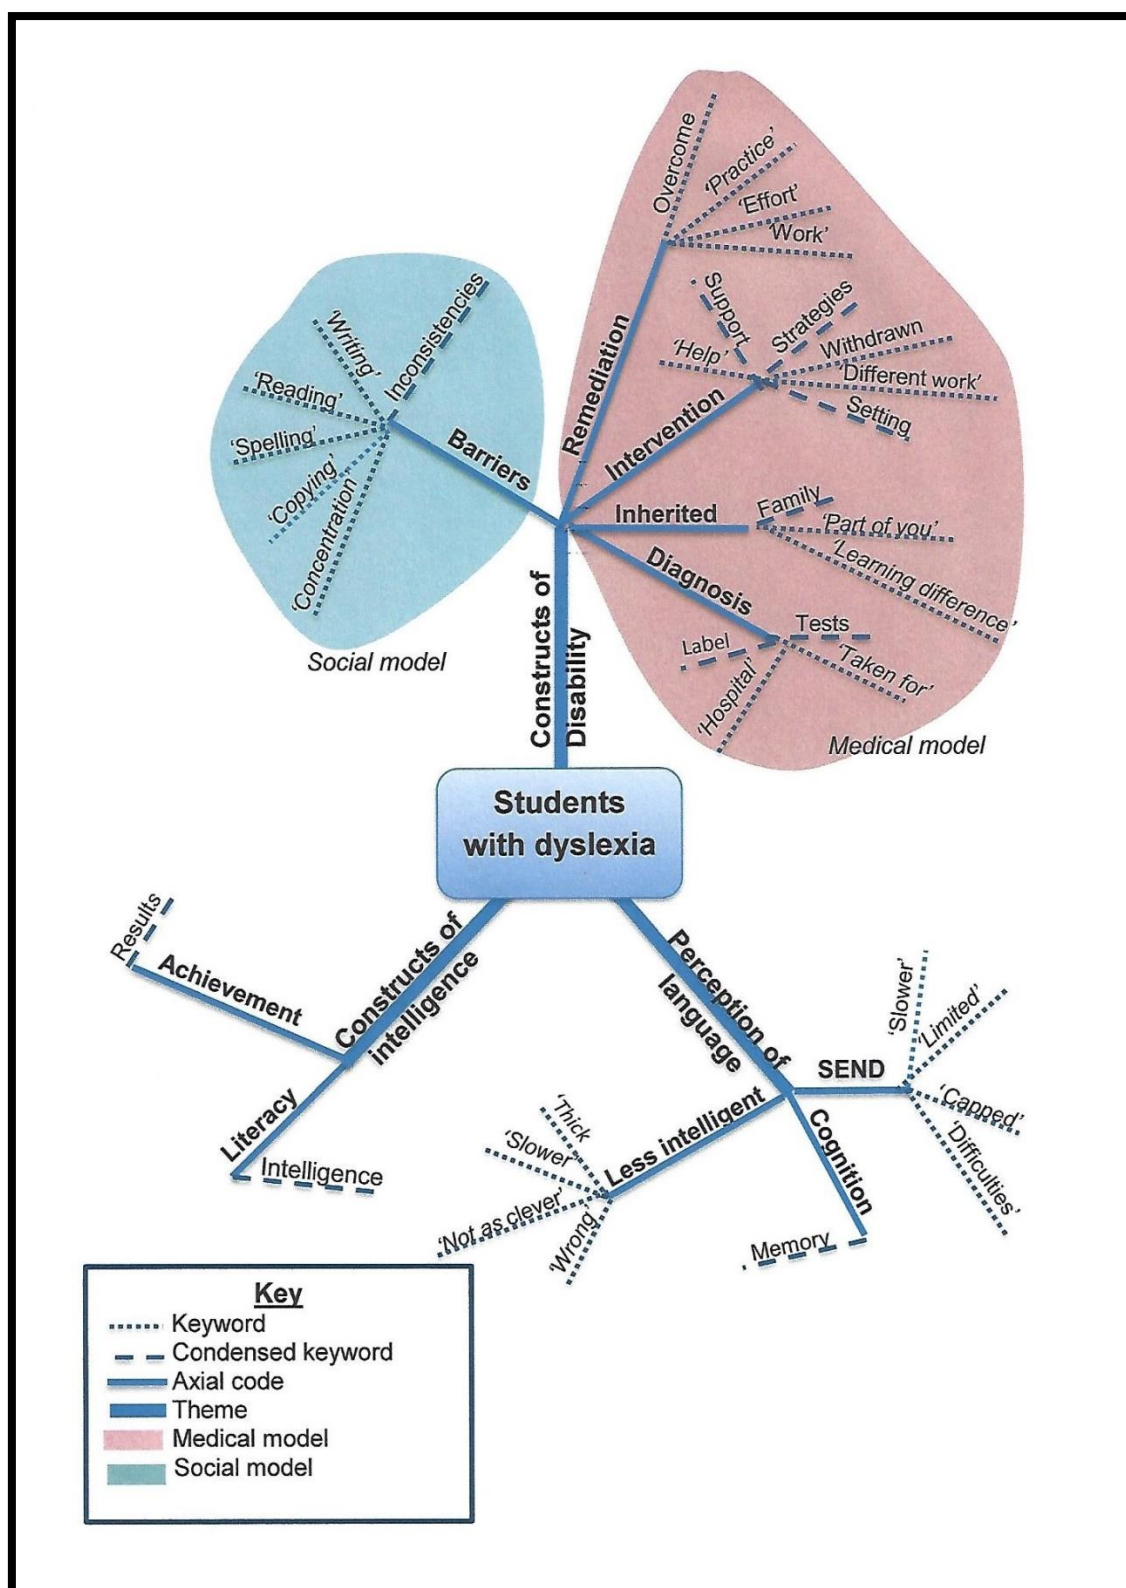 Overcome
'Practice'
'Effort'
'Work'
Remediation
Support
Strategies
'Help'
Withdrawn
'Different work'
Setting
Intervention
Inconsistencies
'Writing'
'Reading'
'Spelling'
'Copying'
'Concentration
Barriers
Social model
Inherited
Family
'Part of you'
'Learning difference'
Diagnosis
Tests
Label
'Taken for'
'Hospital'
Medical model
Constructs of
Disability
Students
with dyslexia
Results
Achievement
Constructs of
intelligence
Literacy
Intelligence
Perception of
language
SEND
'Slower'
'Limited'
'Capped'
'Difficulties'
Less intelligent
'Thick
'Slower'
'Not as clever'
'Wrong'
Cognition
Memory
Key
Keyword
Condensed keyword
Axial code
Theme
Medical model
Social model